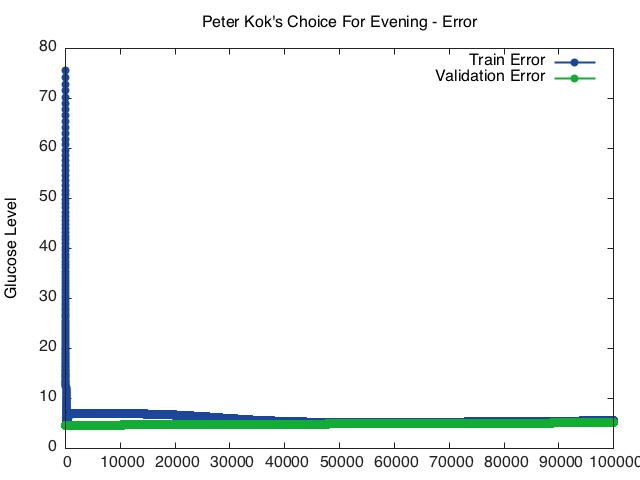 Peter Kok's Choice For Evening - Error
Train Error
Validation Error
Glucose Level
80
70
60
50
40
30
20
10
0
0 10000 20000 30000 40000 50000 60000 70000 80000 90000 100000